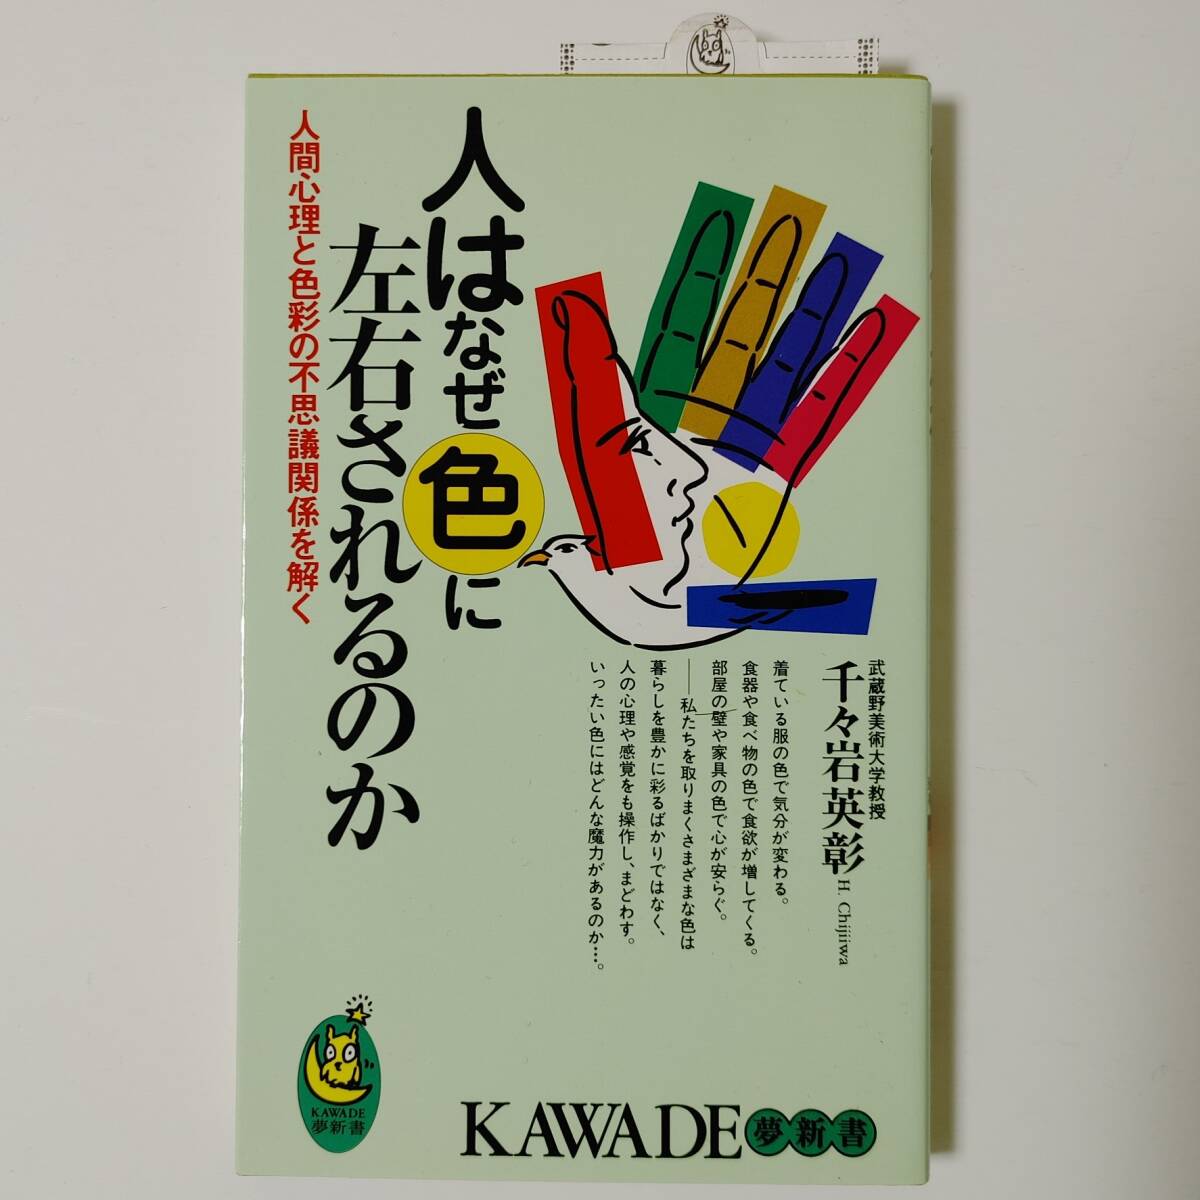 人はなぜ色に
左右されるのか
人間心理と色彩の不思議関係を解く
武蔵野美術大学教授
千々岩英彰
H. Chijiiwa
着ている服の色で気分が変わる。
食器や食べ物の色で食欲が増してくる。
部屋の壁や家具の色で心が安らぐ。
――私たちを取りまくさまざまな色は
暮らしを豊かに彩るばかりではなく、
人の心理や感覚をも操作し、まどわす。
いったい色にはどんな魔力があるのか…。
KAWADE
夢新書
KAWADE夢新書